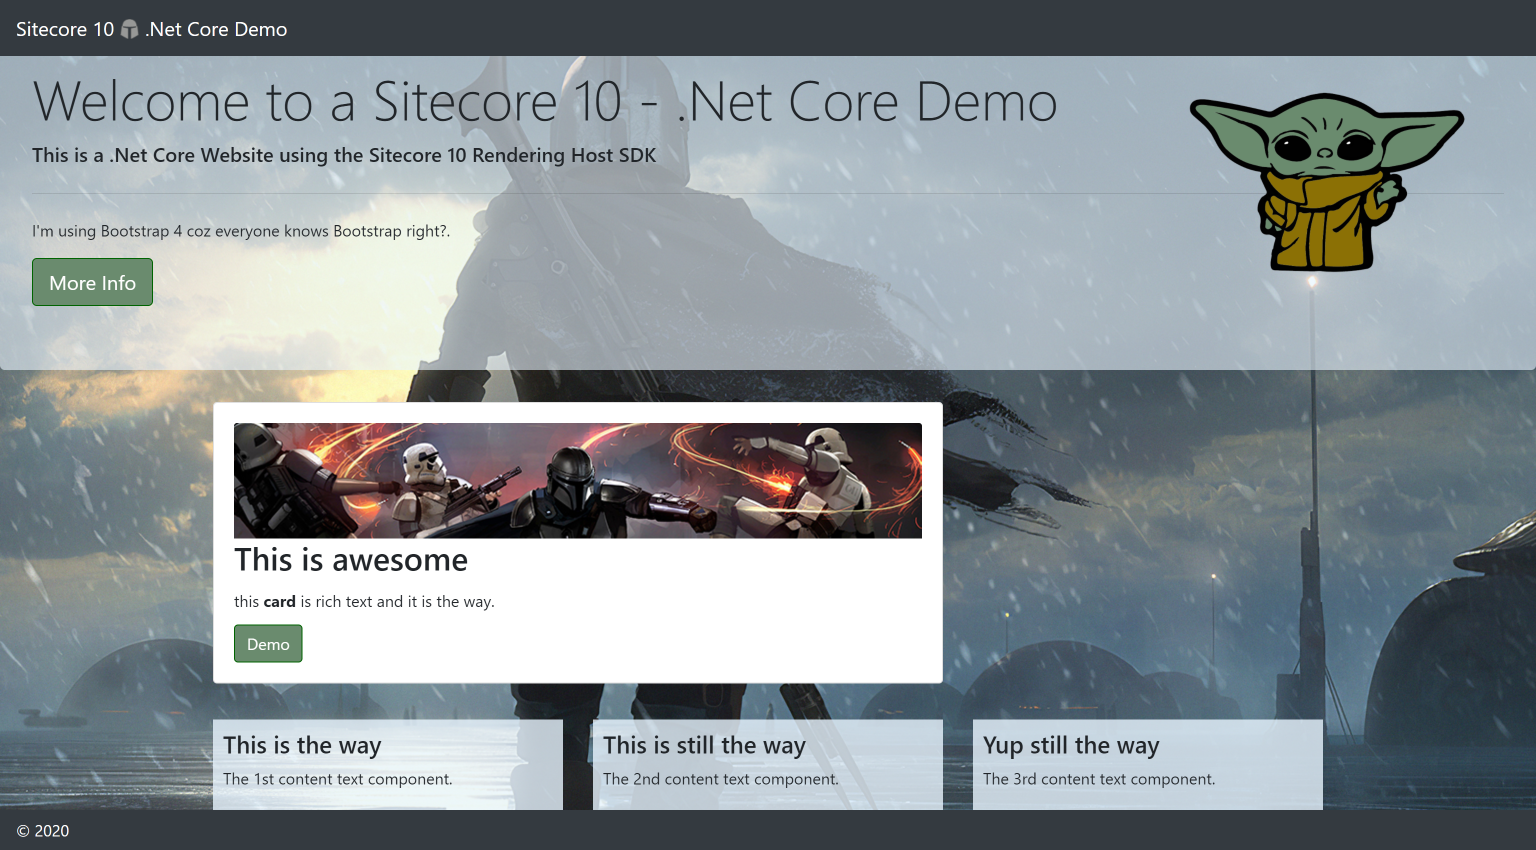 Sitecore 10 .Net Core Demo
Welcome to a Sitecore 10 - .Net Core Demo
This is a .Net Core Website using the Sitecore 10 Rendering Host SDK
I'm using Bootstrap 4 coz everyone knows Bootstrap right?.
More Info
This is awesome
this card is rich text and it is the way.
Demo
This is the way
The 1st content text component.
This is still the way
The 2nd content text component.
Yup still the way
The 3rd content text component.
© 2020